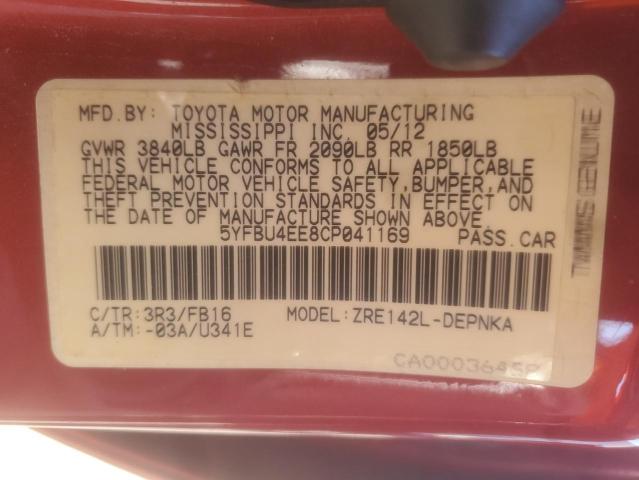 MFD.BY: TOYOTA MOTOR MANUFACTURING
MISSISSIPPI INC. 05/12
GVWR 3840LB GAWR FR 2090LB RR 1850LB
THIS VEHICLE CONFORMS TO ALL APPLICABLE
FEDERAL MOTOR VEHICLE SAFETY,BUMPER,AND
THEFT PREVENTION STANDARDS IN EFFECT ON
THE DATE OF MANUFACTURE SHOWN ABOVE.
5YFBU4EE8CP041169 PASS.CAR
C/TR:3R3/FB16 MODEL:ZRE142L-DEPNKA
A/TM:-03A/U341E
GENUINE